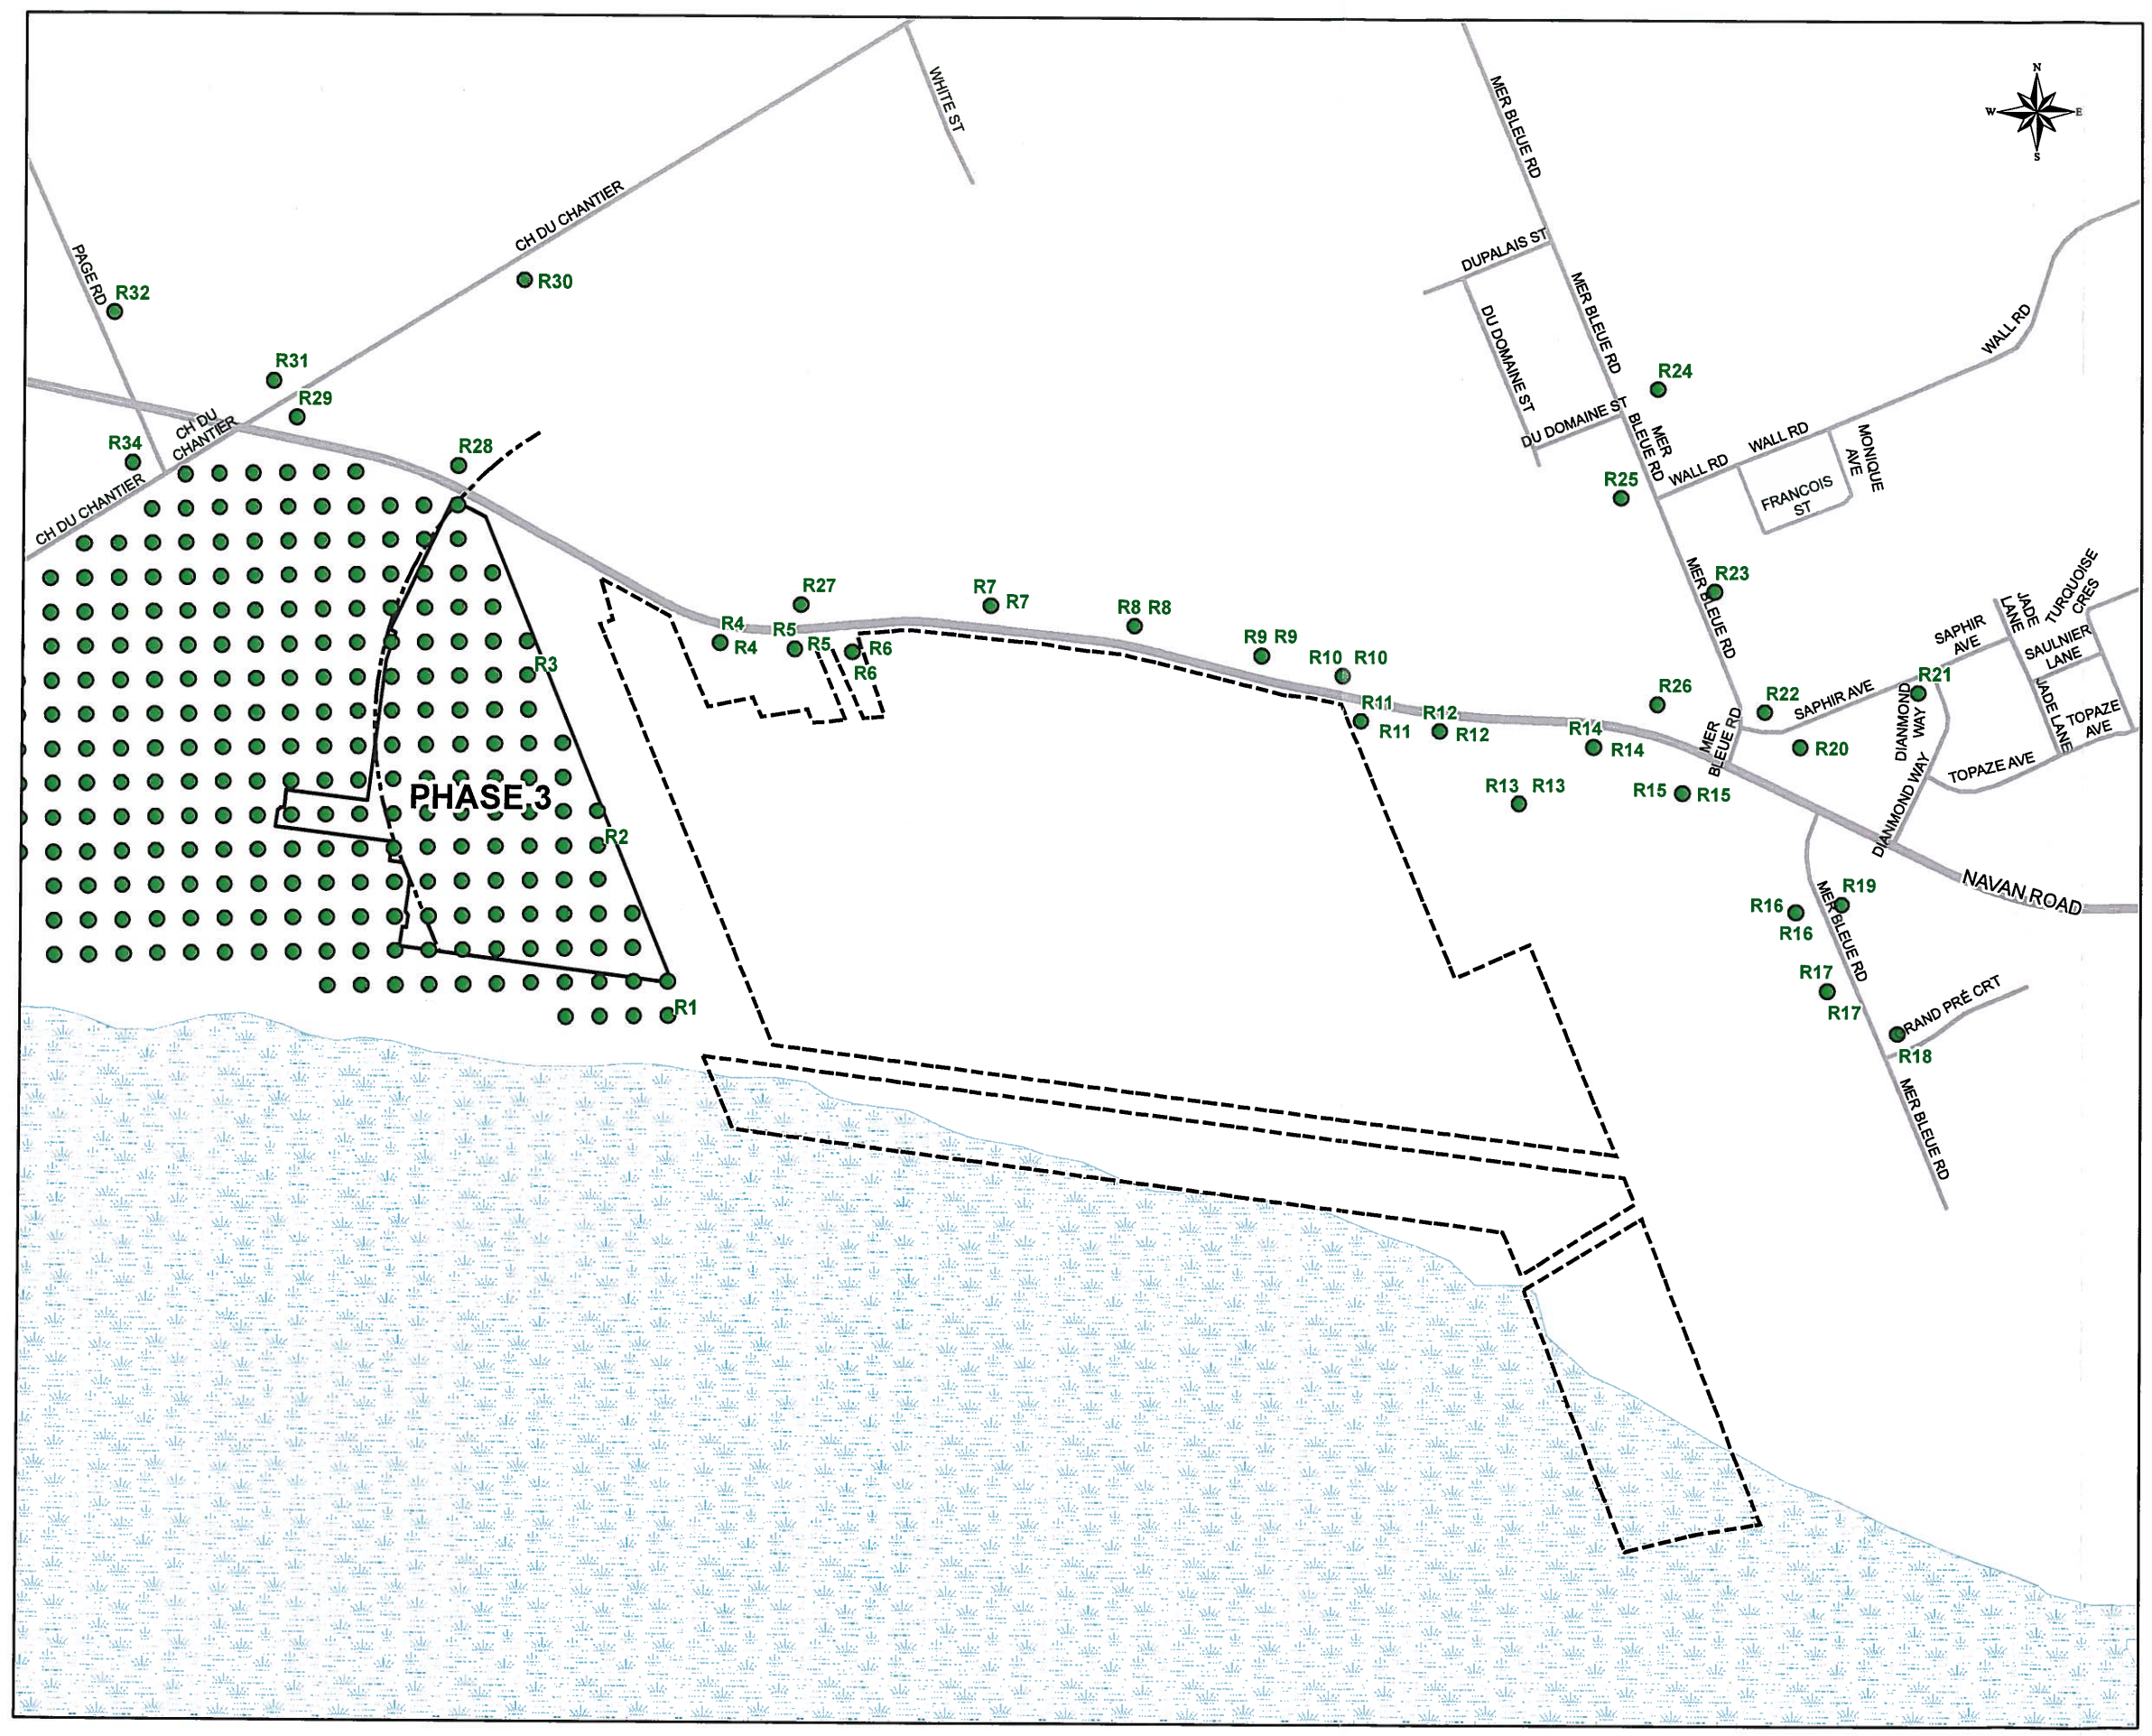 N
W
E
S
WHITE ST
MER BLEUE RD
CH DU CHANTIER
DUPALAIS ST
PAGE RD
R32
R30
MER BLEUE RD
DU DOMAINE ST
WALL RD
R31
R24
R29
CH DU
CHANTIER
DU DOMAINE ST
MER
BLEUE RD
WALL RD
MONIQUE
AVE
R34
R28
WALL RD
R25
FRANCOIS
ST
CH DU CHANTIER
MER BLEUE RD
R23
TURQUOISE
CRES
JADE
LANE
R27
R7
R7
R8 R8
SAPHIR
AVE
SAULNIER
LANE
R4
R4
R5
R5
R6
R6
R9 R9
R10 R10
R3
R21
R26
R22
SAPHIR AVE
DIANMOND
WAY
JADE LANE
TOPAZE
AVE
R11
R11
R12
R12
R14
R14
MER
BLEUE RD
R20
TOPAZE AVE
PHASE 3
R13 R13
R15 R15
DIANMOND WAY
R2
NAVAN ROAD
R19
R16
R16
MER BLEUE RD
R17
R17
RAND PRÉ CRT
R1
R18
MER BLEUE RD